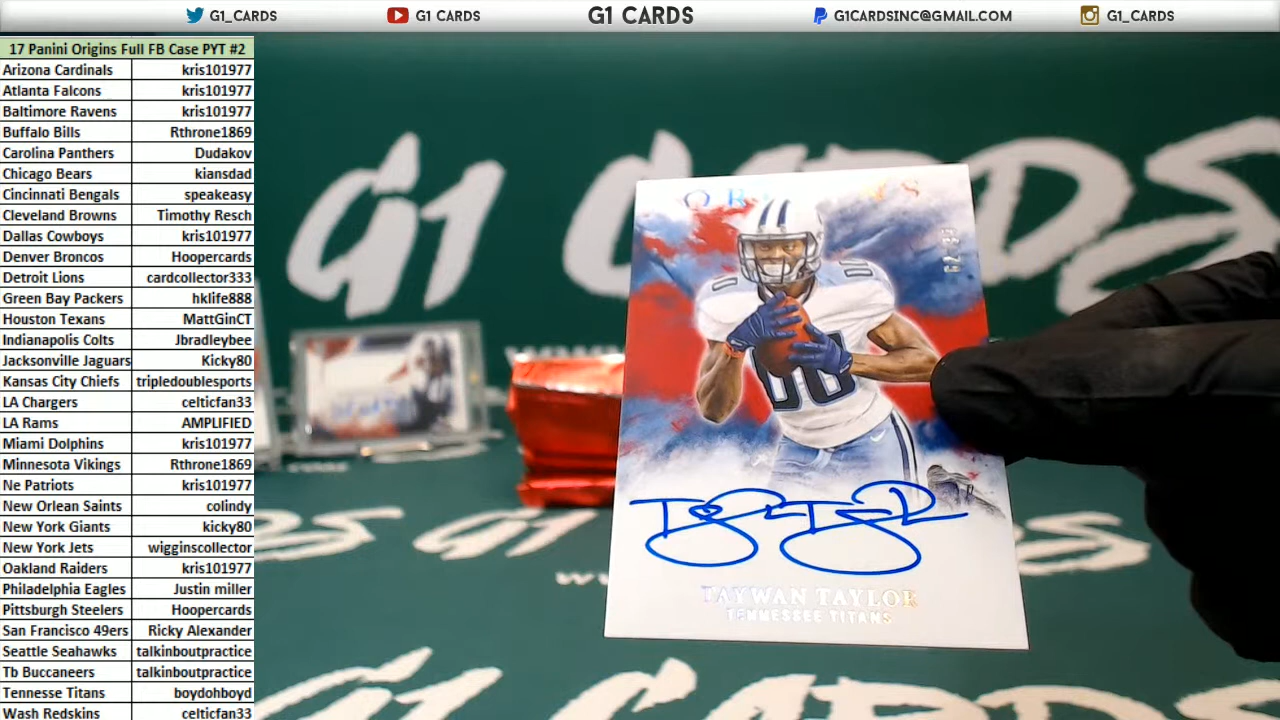 G1_CARDS
G1 CARDS
G1 CARDS
G1CARDSINC@GMAIL.COM
G1_CARDS
17 Panini Origins Full FB Case PYT #2
Arizona Cardinals kris101977
Atlanta Falcons kris101977
Baltimore Ravens kris101977
Buffalo Bills Rthrone1869
Carolina Panthers Dudakov
Chicago Bears kiansdad
Cincinnati Bengals speakeasy
Cleveland Browns Timothy Resch
Dallas Cowboys kris101977
Denver Broncos Hoopercards
Detroit Lions cardcollector333
Green Bay Packers hklife888
Houston Texans MattGinCT
Indianapolis Colts Jbradleybee
Jacksonville Jaguars Kicky80
Kansas City Chiefs tripledoublesports
LA Chargers celticfan33
LA Rams AMPLIFIED
Miami Dolphins kris101977
Minnesota Vikings Rthrone1869
Ne Patriots kris101977
New Orlean Saints colindy
New York Giants kicky80
New York Jets wigginscollector
Oakland Raiders kris101977
Philadelphia Eagles Justin miller
Pittsburgh Steelers Hoopercards
San Francisco 49ers Ricky Alexander
Seattle Seahawks talkinboutpractice
Tb Buccaneers talkinboutpractice
Tennesse Titans boydohboyd
Wash Redskins celticfan33
G1 CARDS
TAYWAN TAYLOR
TENNESSEE TITANS